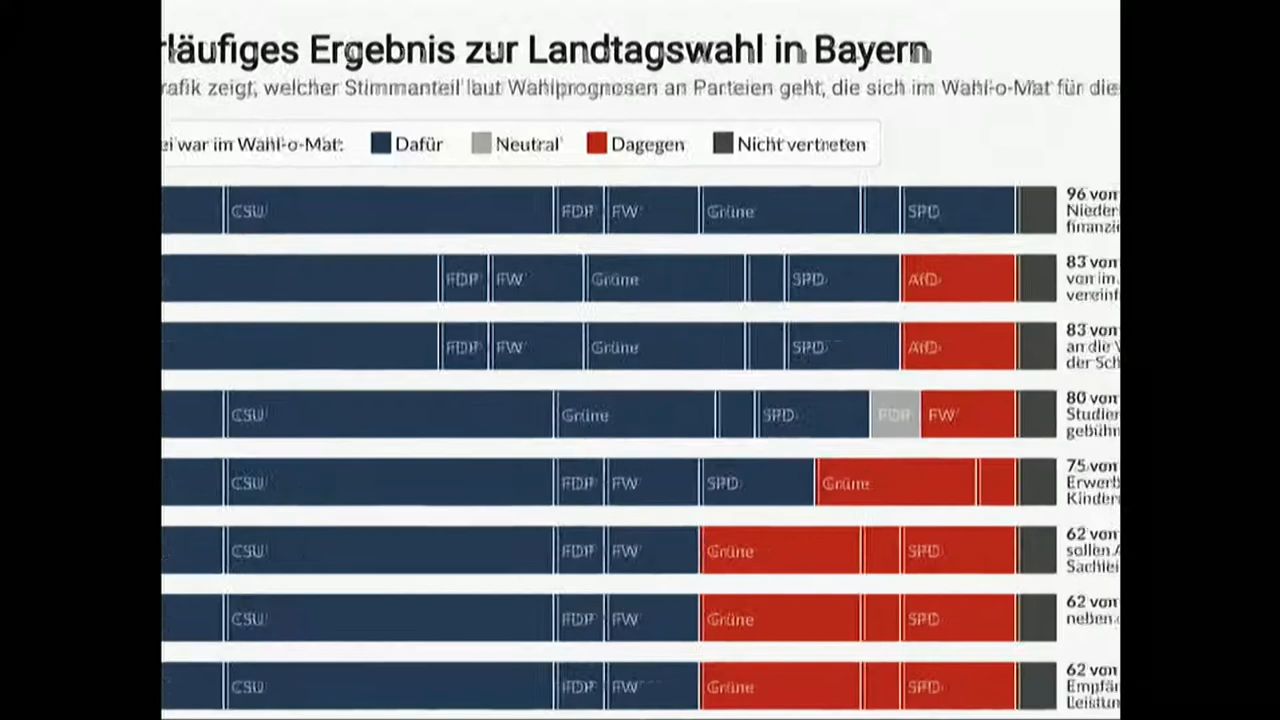 rläufiges Ergebnis zur Landtagswahl in Bayern
rafik zeigt, welcher Stimmanteil laut Wahlprognosen an Parteien geht, die sich im Wahl-o-Mat für die
ei war im Wahl-o-Mat: Dafür Neutral Dagegen Nicht vertreten
CSU FDP FW Grüne SPD
96 von
Nieder
finanzie
FDP FW Grüne SPD AfD
83 von
van im
vereinf
FDP FW Grüne SPD AfD
83 von
an die V
der Sch
CSU Grüne SPD FDP FW
80 von
Studier
gebühr
CSU FDP FW SPD Grüne
75 von
Erwerb
Kinder
CSU FDP FW Grüne SPD
62 von
sollen A
Sachlei
CSU FDP FW Grüne SPD
62 von
neben
CSU FDP FW Grüne SPD
62 von
Empfän
Leistun